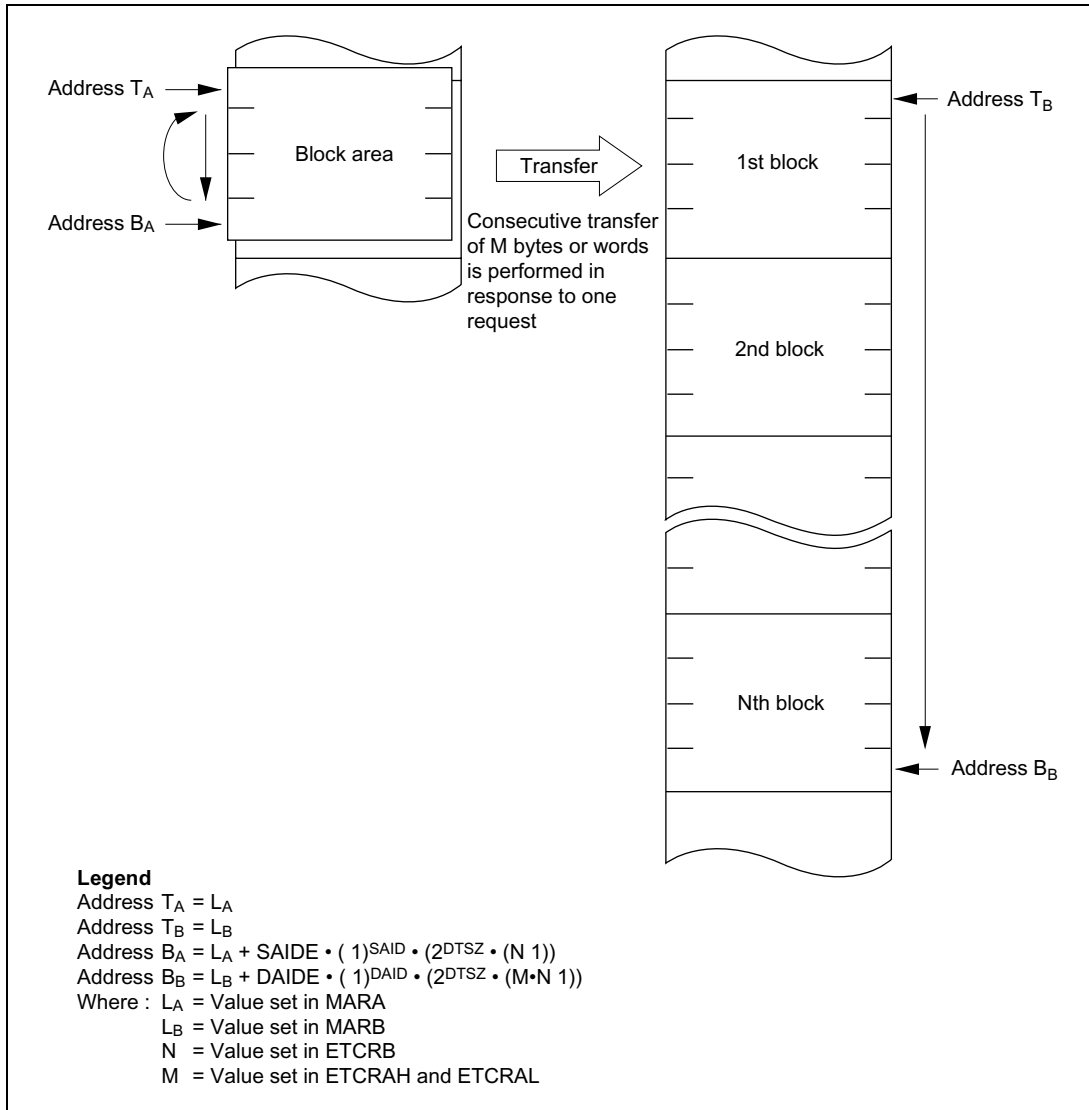 Address TA
Block area
Address BA
Transfer
Consecutive transfer
of M bytes or words
is performed in
response to one
request
Address TB
1st block
2nd block
Nth block
Address BB
Legend
Address TA = LA
Address TB = LB
Address BA = LA + SAIDE • ( 1)SAID • (2DTSZ • (N 1))
Address BB = LB + DAIDE • ( 1)DAID • (2DTSZ • (M•N 1))
Where : LA = Value set in MARA
LB = Value set in MARB
N = Value set in ETCRB
M = Value set in ETCRAH and ETCRAL